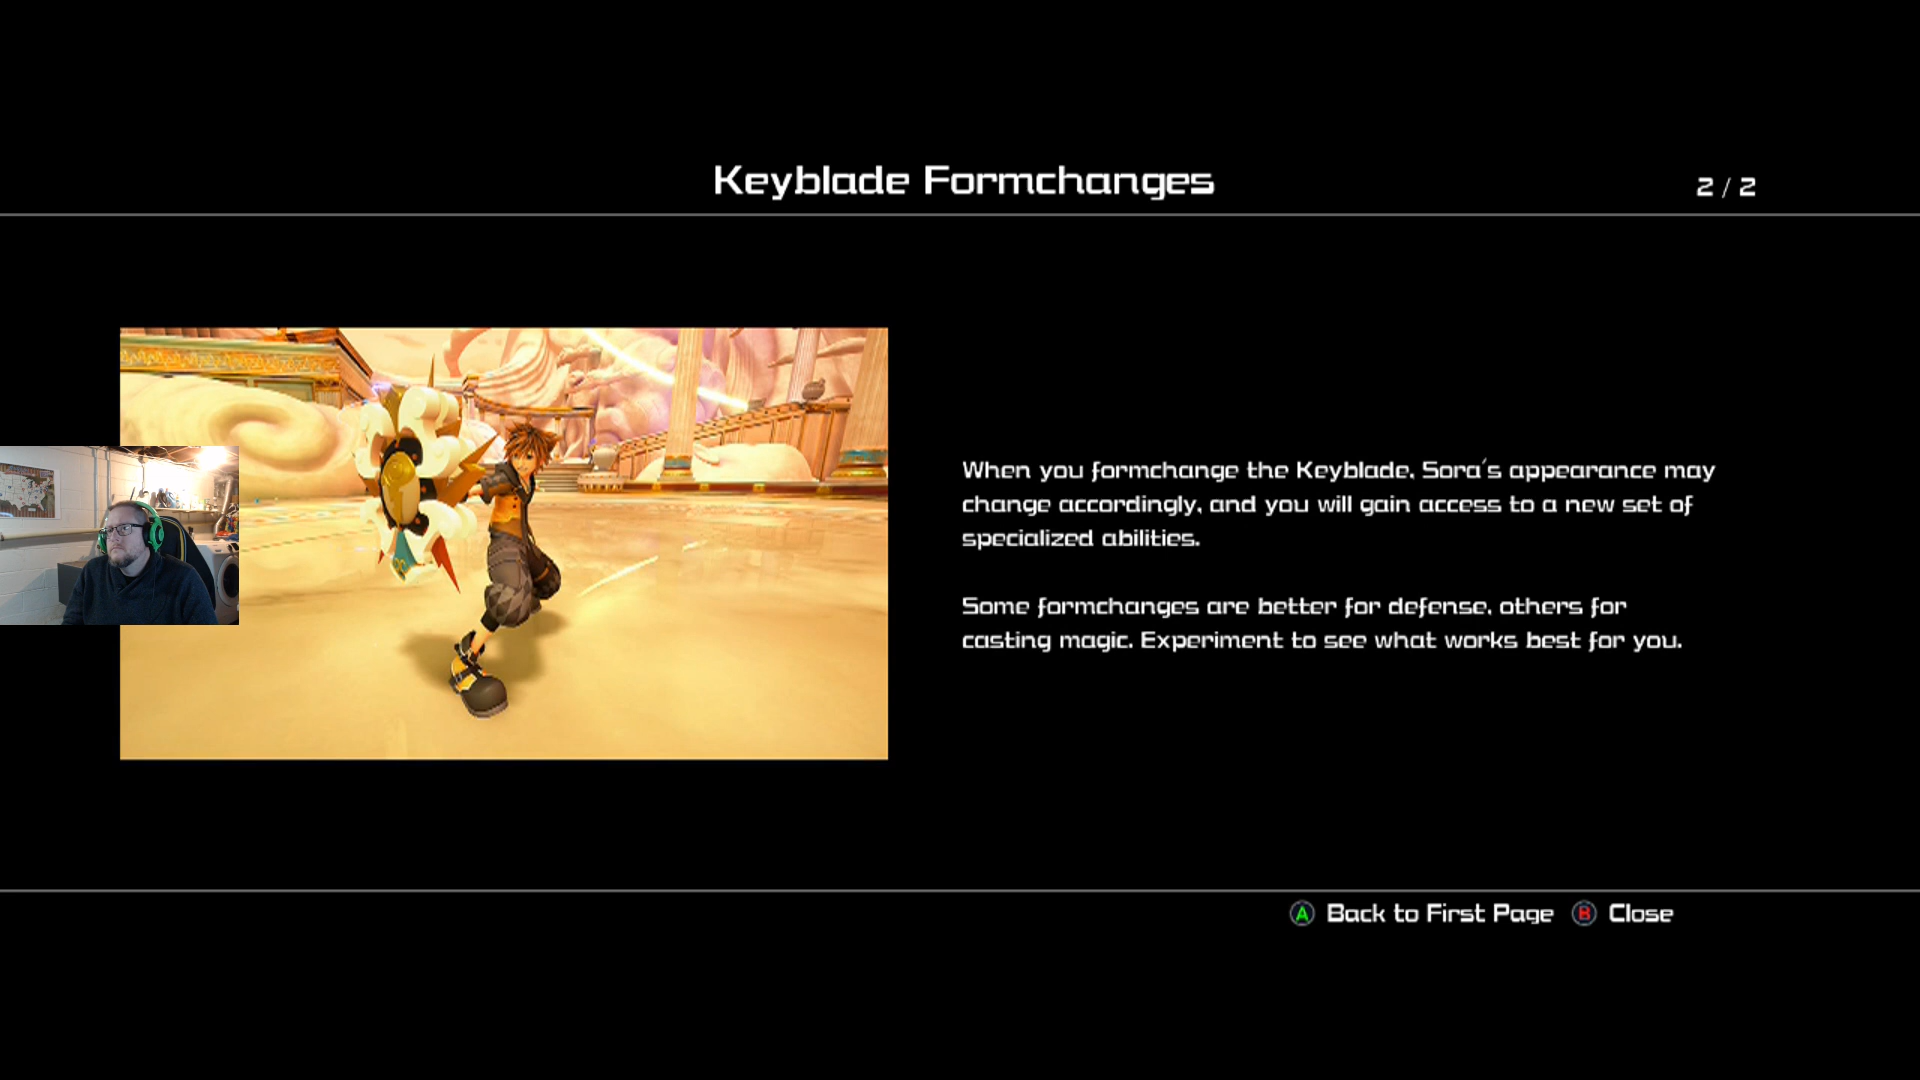 Keyblade Formchanges
2 / 2
When you formchange the Keyblade, Sora's appearance may
change accordingly, and you will gain access to a new set of
specialized abilities.
Some formchanges are better for defense, others for
casting magic. Experiment to see what works best for you.
A Back to First Page B Close